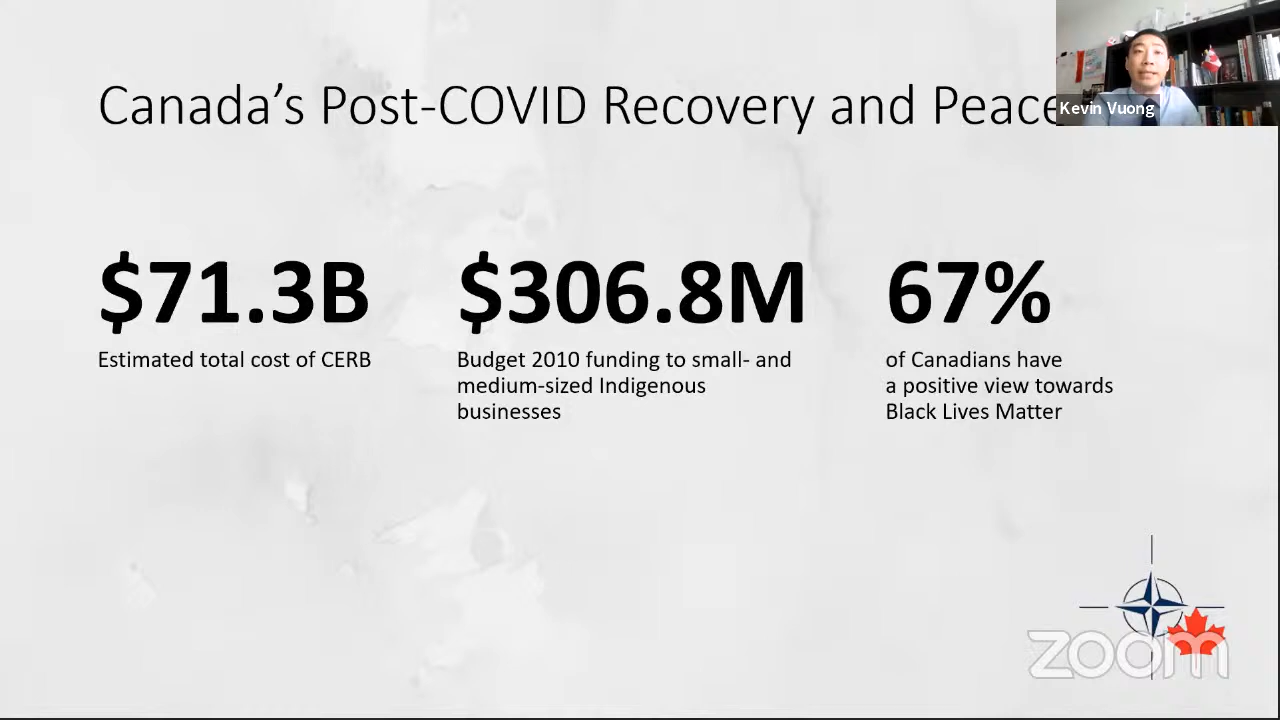 Canada's Post-COVID Recovery and Peace
Kevin Vuong
$71.3B
Estimated total cost of CERB
$306.8M
Budget 2010 funding to small- and
medium-sized Indigenous
businesses
67%
of Canadians have
a positive view towards
Black Lives Matter
zoom